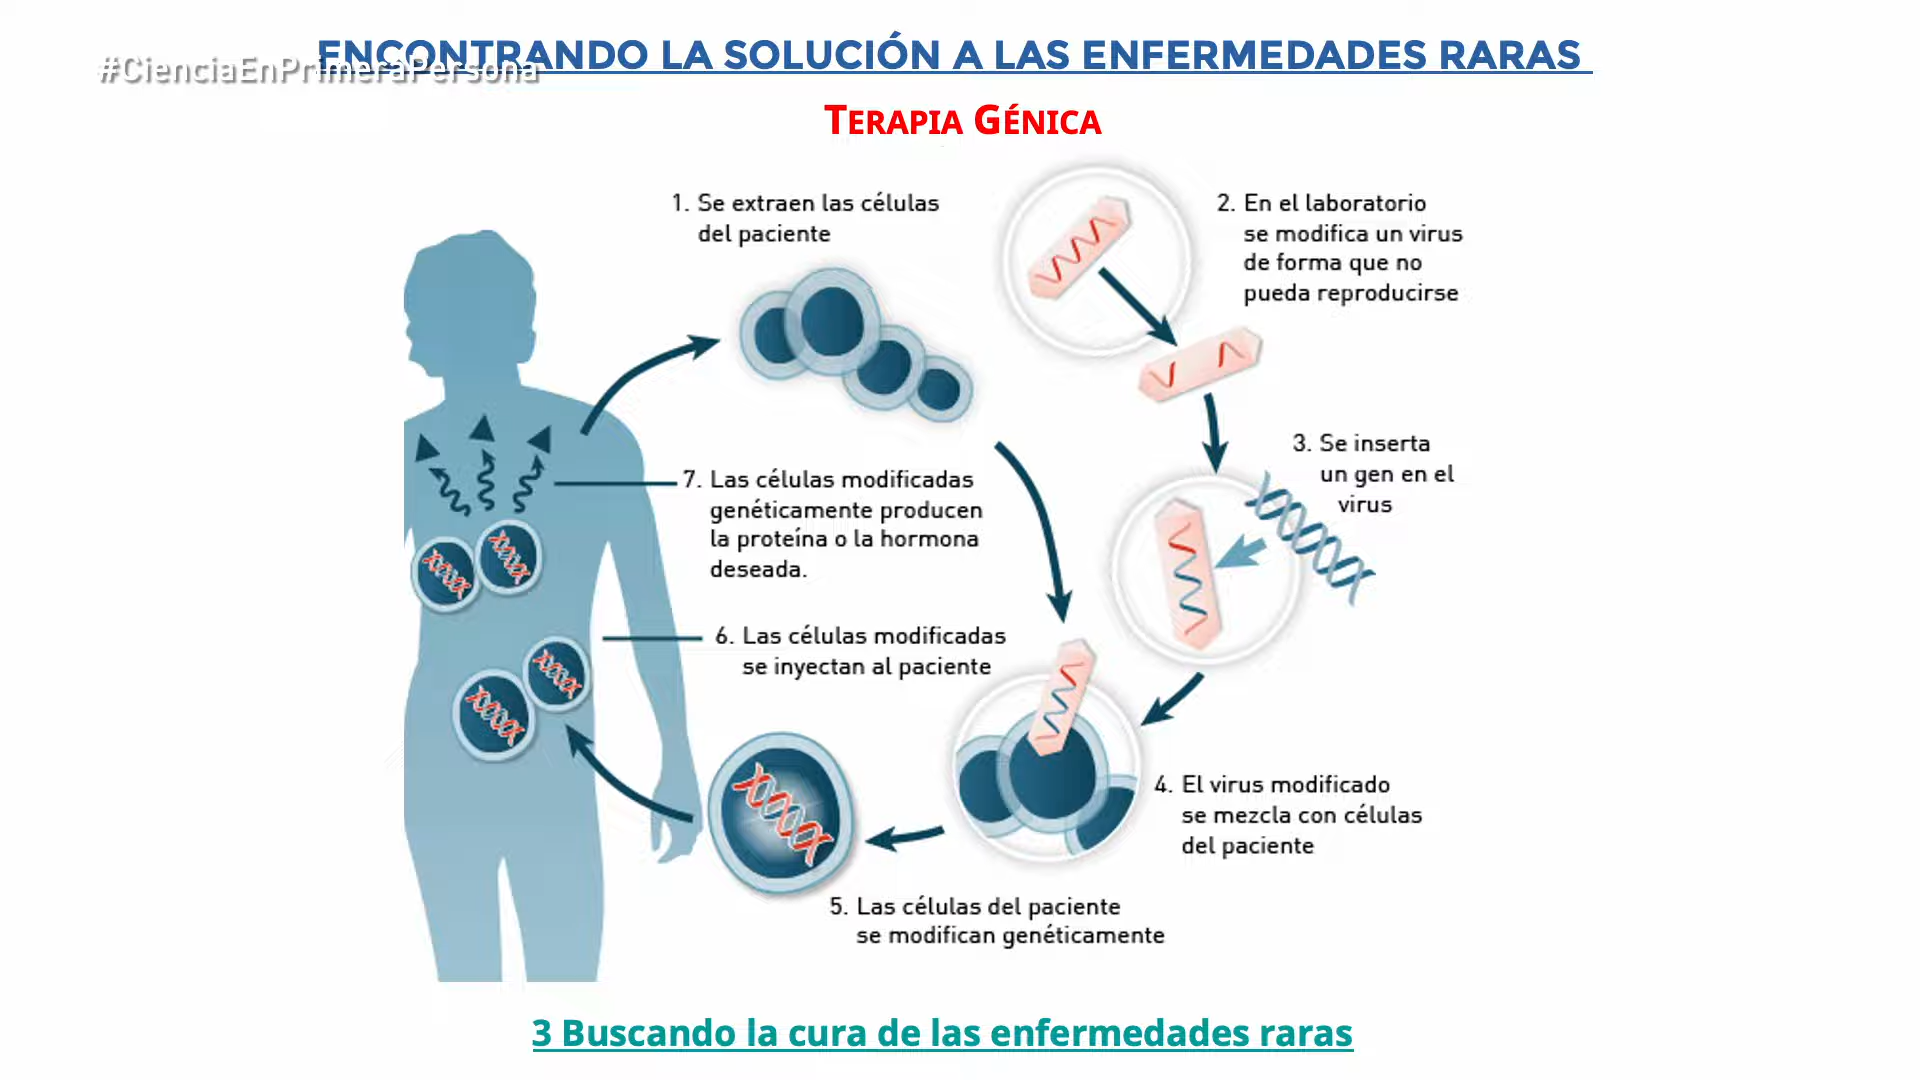 ENCONTRANDO LA SOLUCIÓN A LAS ENFERMEDADES RARAS
#CienciaEnPrimeraPersona
TERAPIA GÉNICA
1. Se extraen las células
del paciente
2. En el laboratorio
se modifica un virus
de forma que no
pueda reproducirse
3. Se inserta
un gen en el
virus
7. Las células modificadas
genéticamente producen
la proteína o la hormona
deseada.
6. Las células modificadas
se inyectan al paciente
4. El virus modificado
se mezcla con células
del paciente
5. Las células del paciente
se modifican genéticamente
3 Buscando la cura de las enfermedades raras